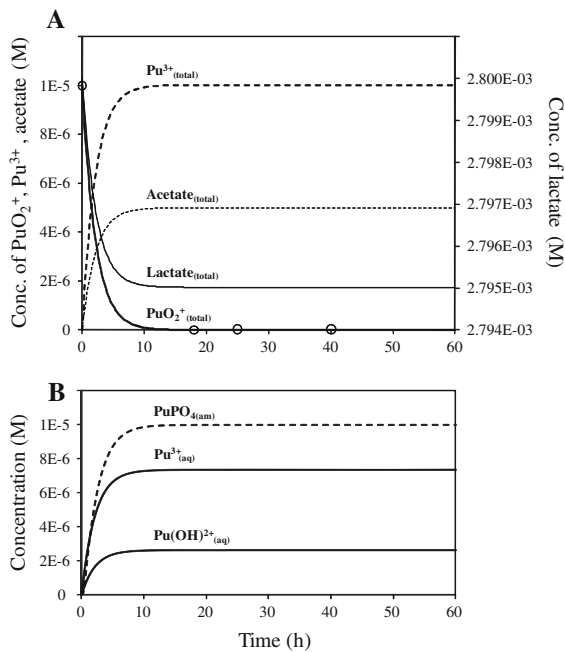 A
Conc. of PuO₂⁺, Pu³⁺ , acetate (M)
1E-5
8E-6
6E-6
4E-6
2E-6
0
Pu³⁺(total)
Acetate(total)
Lactate(total)
PuO₂⁺(total)
2.800E-03
2.799E-03
2.798E-03
2.797E-03
2.796E-03
2.795E-03
2.794E-03
Conc. of lactate (M)
0 10 20 30 40 50 60
B
Concentration (M)
1E-5
8E-6
6E-6
4E-6
2E-6
0
PuPO₄(am)
Pu³⁺(aq)
Pu(OH)²⁺(aq)
0 10 20 30 40 50 60
Time (h)